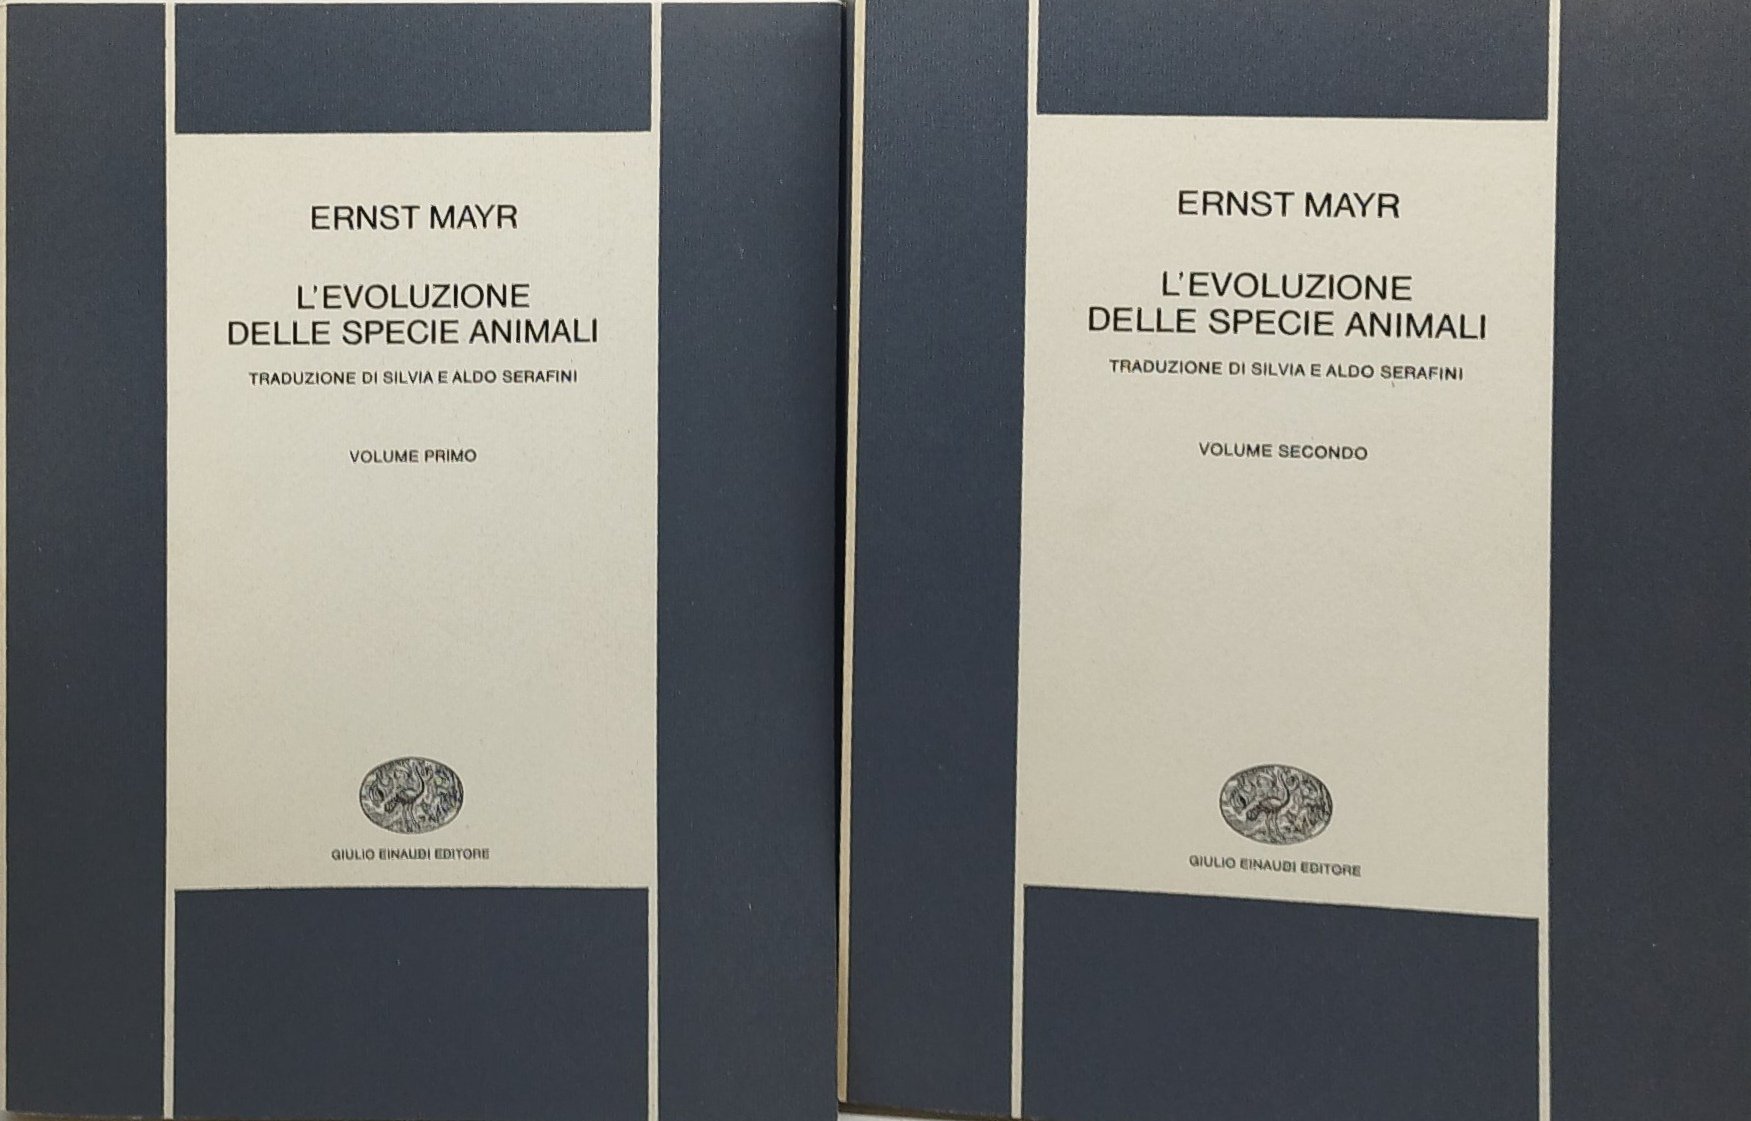 ERNST MAYR
L'EVOLUZIONE
DELLE SPECIE ANIMALI
TRADUZIONE DI SILVIA E ALDO SERAFINI
VOLUME PRIMO
GIULIO EINAUDI EDITORE
ERNST MAYR
L'EVOLUZIONE
DELLE SPECIE ANIMALI
TRADUZIONE DI SILVIA E ALDO SERAFINI
VOLUME SECONDO
GIULIO EINAUDI EDITORE